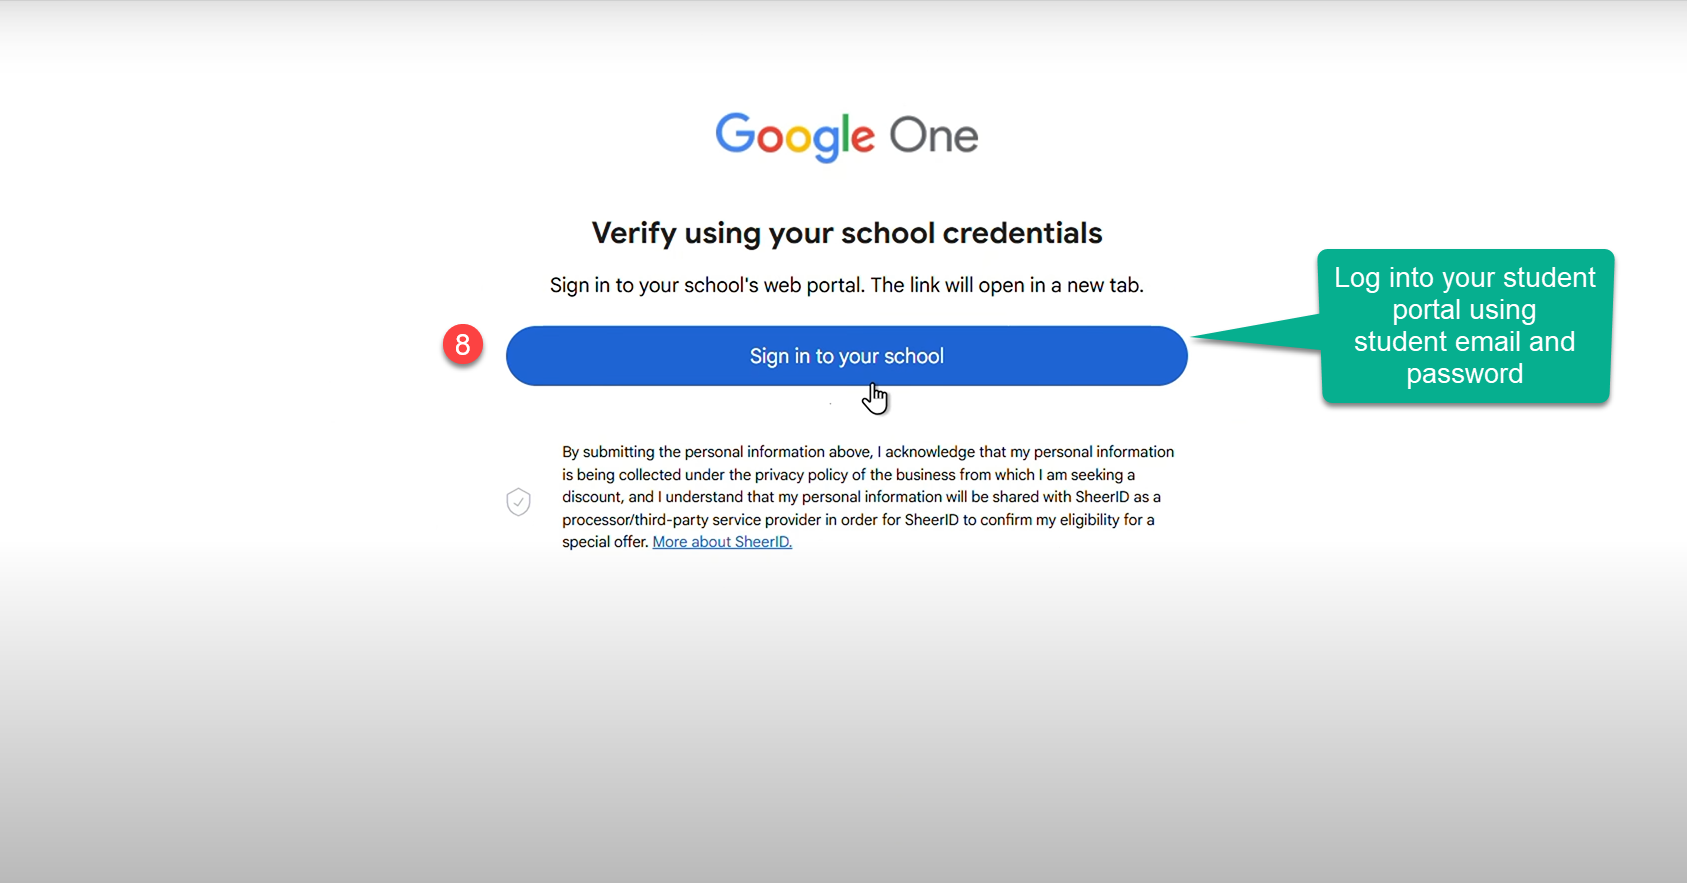 Google One
Verify using your school credentials
Sign in to your school's web portal. The link will open in a new tab.
8
Sign in to your school
Log into your student
portal using
student email and
password
By submitting the personal information above, I acknowledge that my personal information
is being collected under the privacy policy of the business from which I am seeking a
discount, and I understand that my personal information will be shared with SheerID as a
processor/third-party service provider in order for SheerID to confirm my eligibility for a
special offer. More about SheerID.